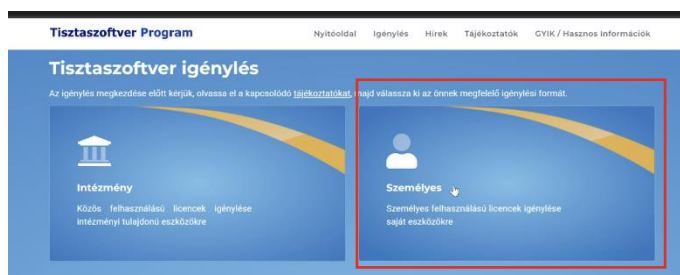 Tisztaszoftver Program
Nyitóoldal Igénylés Hírek Tájékoztatók GYIK / Hasznos Információk
Tisztaszoftver igénylés
Az igénylés megkezdése előtt kérjük, olvassa el a kapcsolódó tájékoztatókat, majd válassza ki az önnek megfelelő igénylési formát.
Intézmény
Közös felhasználású licencek igénylése
intézményi tulajdonú eszközökre
Személyes
Személyes felhasználású licencek igénylése
saját eszközökre